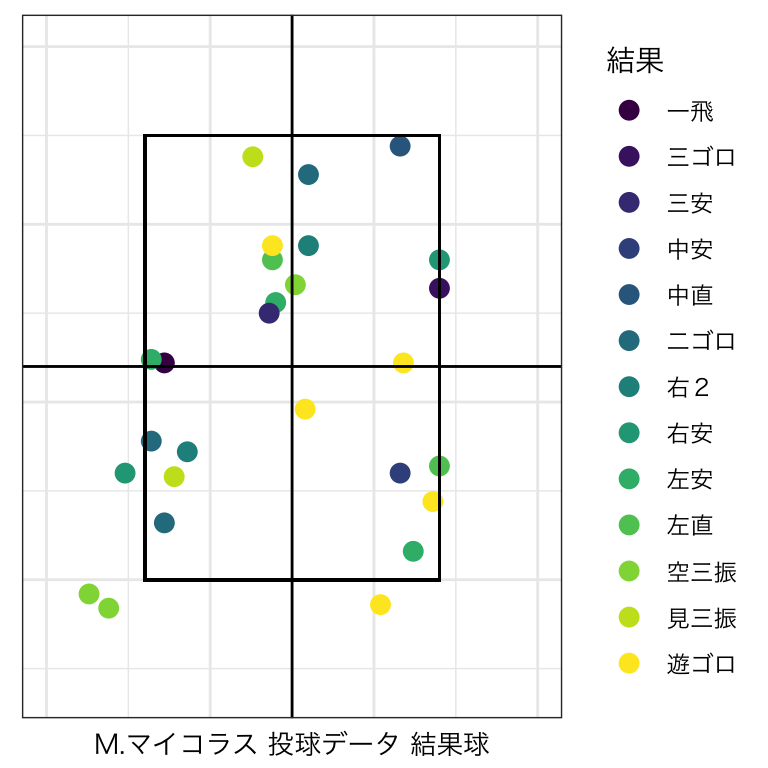 結果
一飛
三ゴロ
三安
中安
中直
二ゴロ
右２
右安
左安
左直
空三振
見三振
遊ゴロ
M.マイコラス 投球データ 結果球